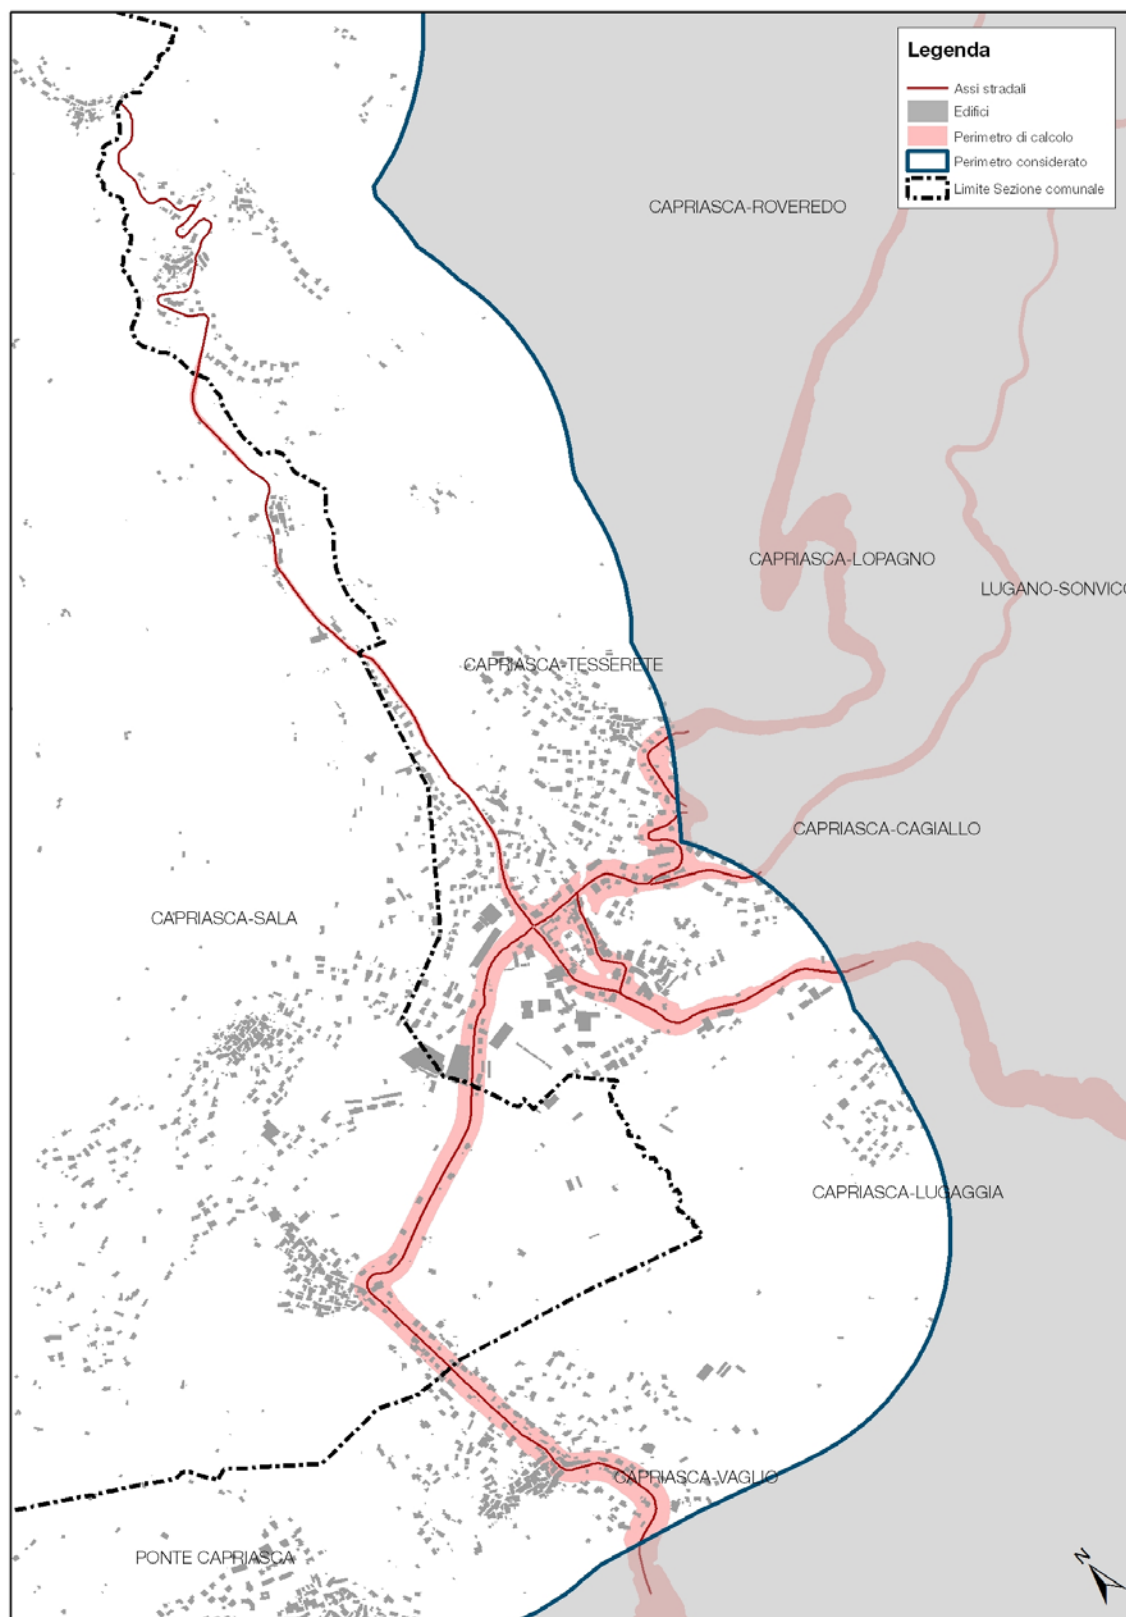 Legenda
Assi stradali
Edifici
Perimetro di calcolo
Perimetro considerato
Limite Sezione comunale
CAPRIASCA-ROVEREDO
CAPRIASCA-LOPAGNO
LUGANO-SONVICO
CAPRIASCA-TESSERETE
CAPRIASCA-CAGIALLO
CAPRIASCA-SALA
CAPRIASCA-LUGAGGIA
CAPRIASCA-VAGLIO
PONTE CAPRIASCA
N